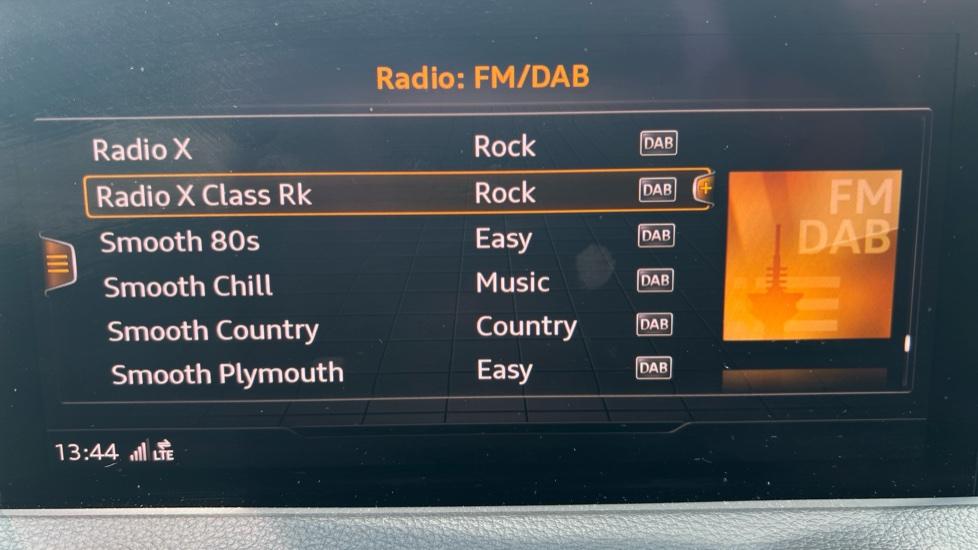 Radio: FM/DAB
Radio X Rock DAB
Radio X Class Rk Rock DAB +
Smooth 80s Easy DAB
Smooth Chill Music DAB
Smooth Country Country DAB
Smooth Plymouth Easy DAB
FM
DAB
13:44 LTE